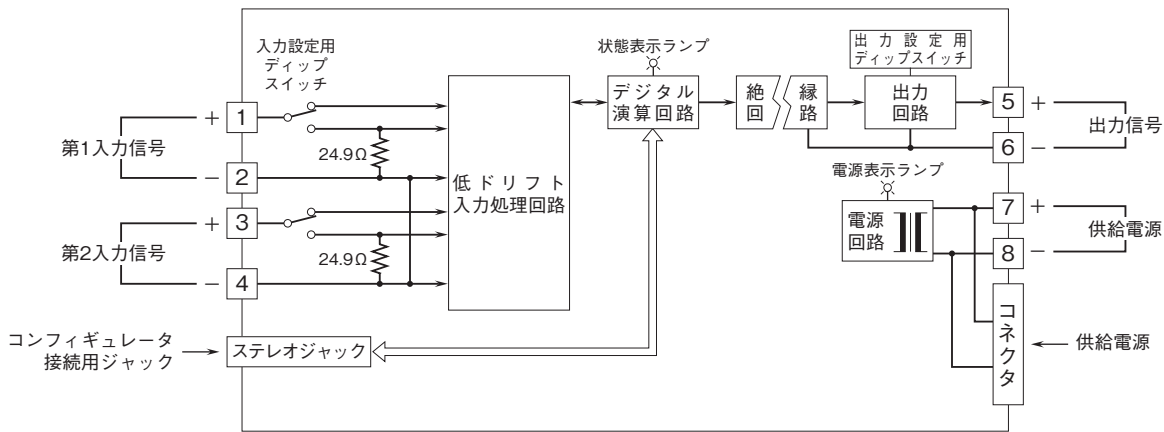 入力設定用
ディップ
スイッチ
状態表示ランプ
出力設定用
ディップスイッチ
デジタル
演算回路
絶縁
回路
出力
回路
+ 1
第1入力信号
24.9Ω
− 2
低ドリフト
入力処理回路
+ 3
第2入力信号
24.9Ω
− 4
5 +
出力信号
6 −
電源表示ランプ
電源
回路
7 +
供給電源
8 −
コネクタ
供給電源
コンフィギュレータ
接続用ジャック
ステレオジャック